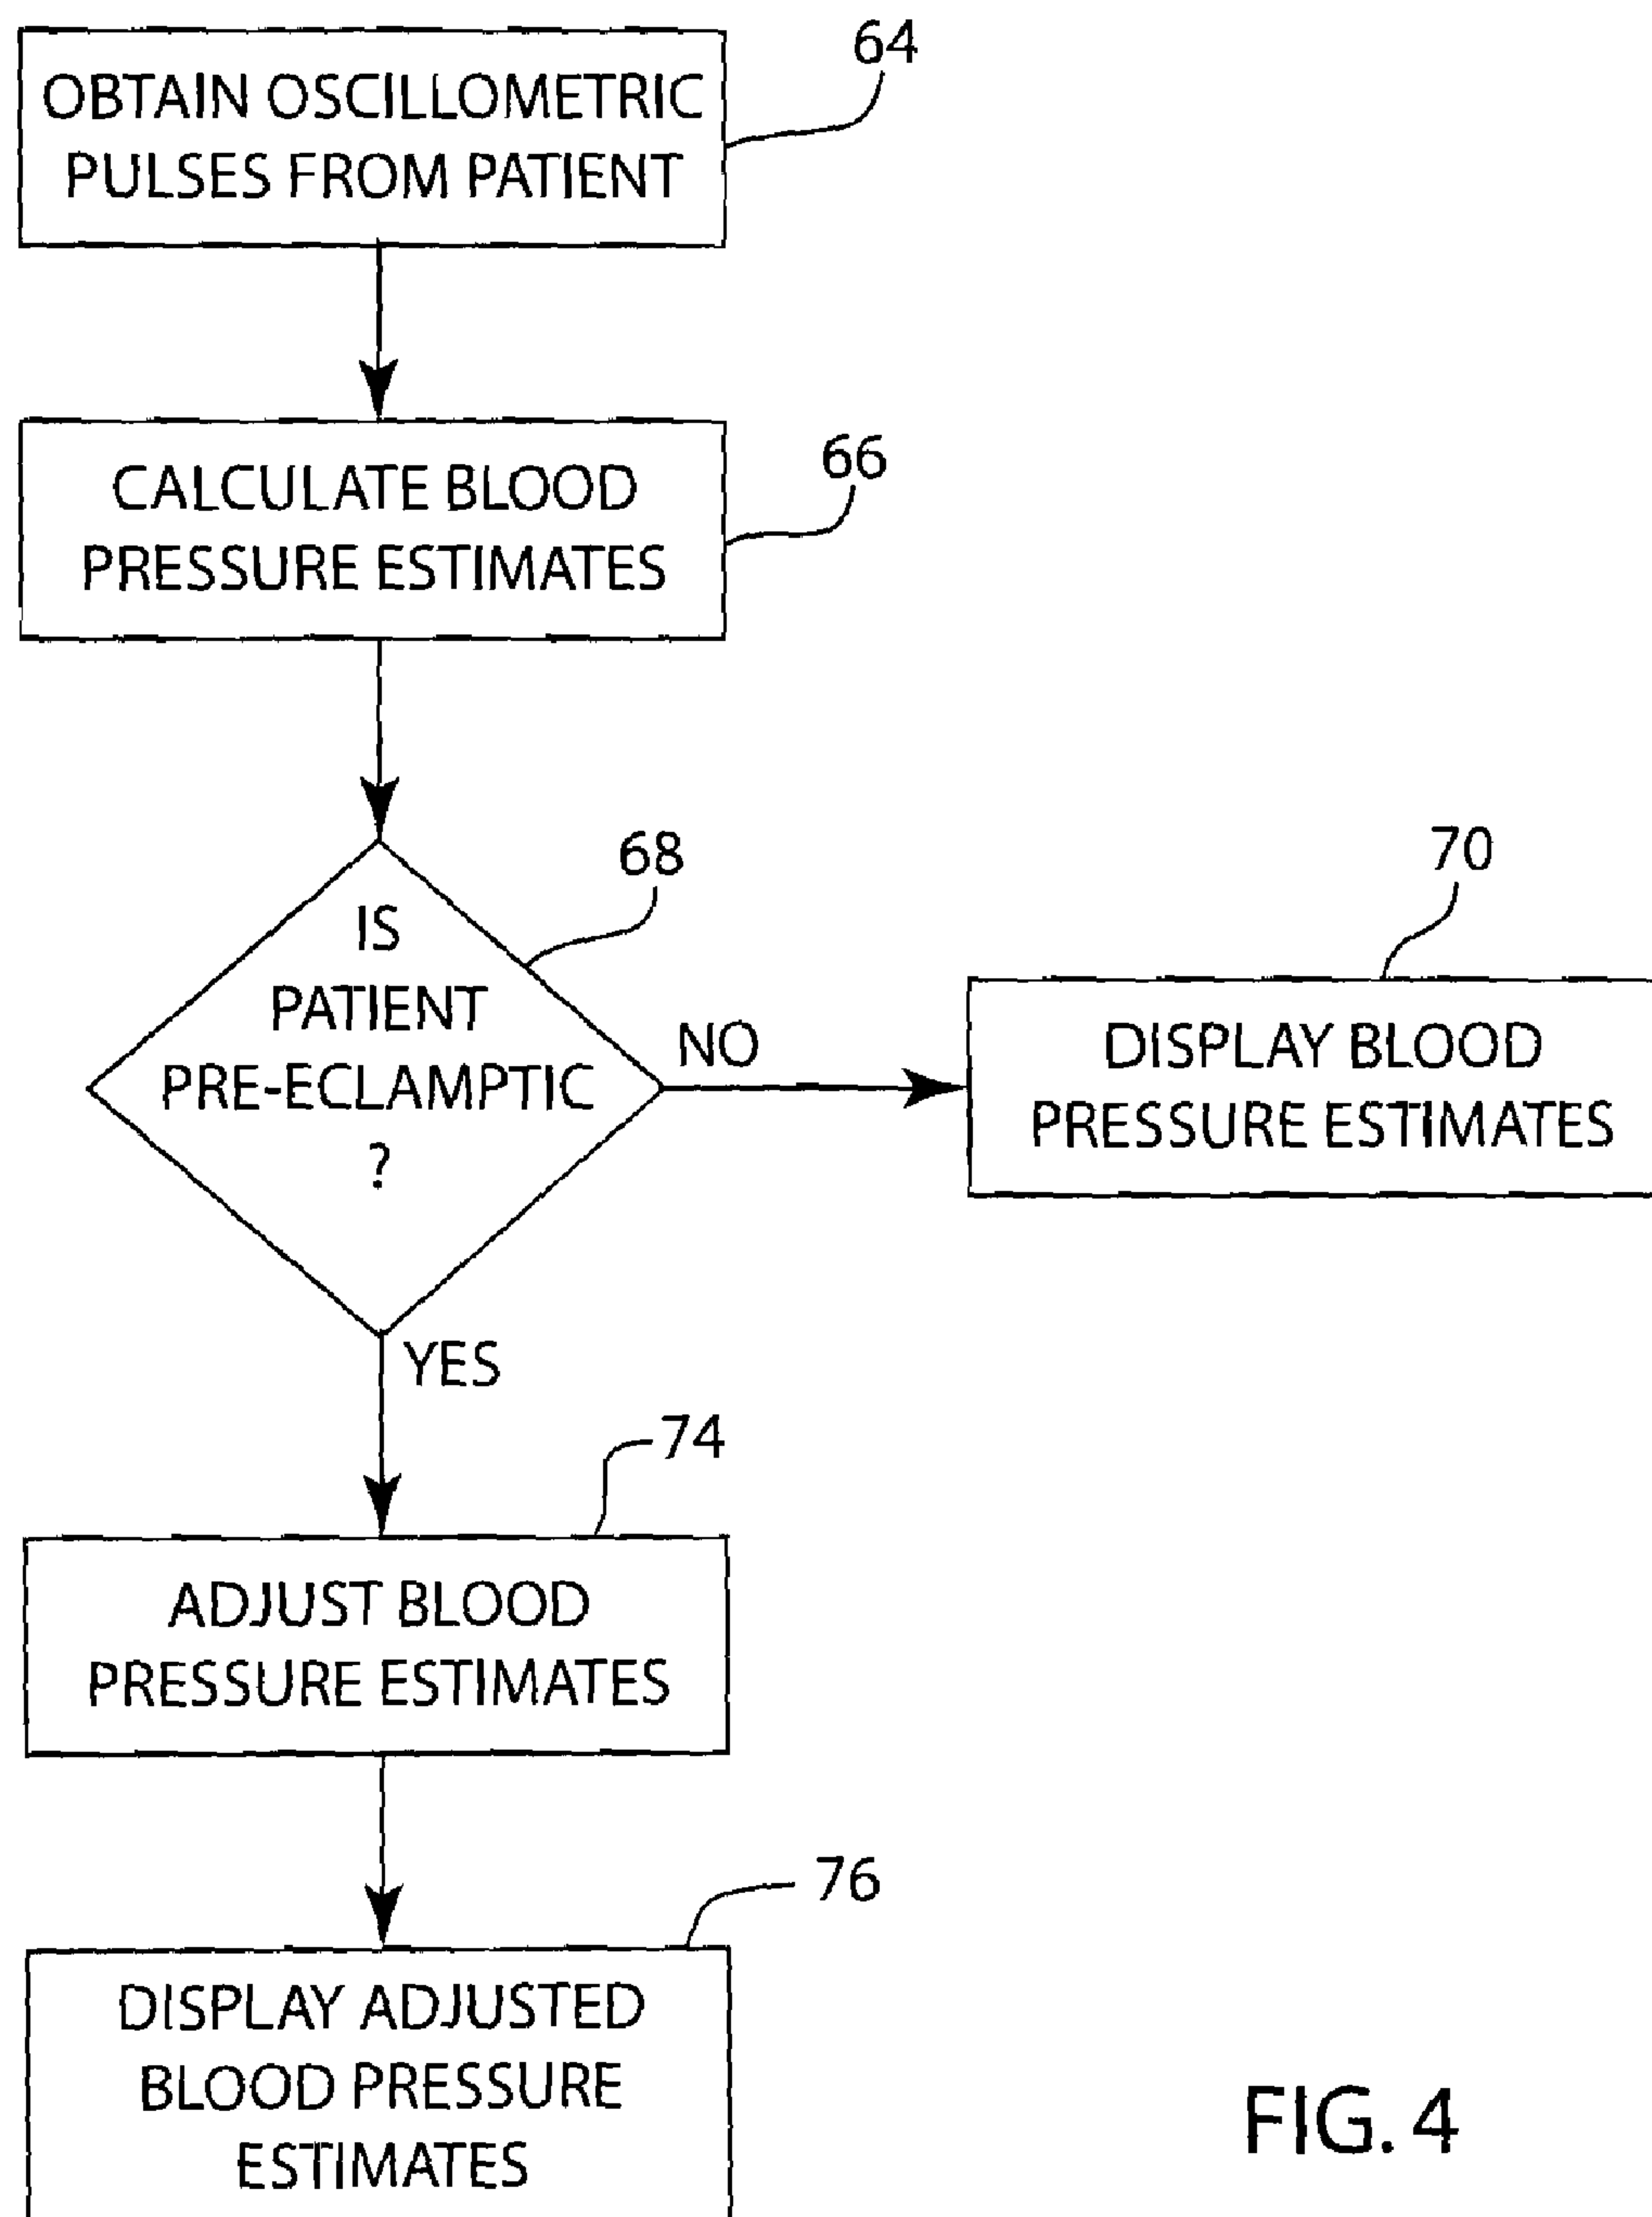 64
OBTAIN OSCILLOMETRIC
PULSES FROM PATIENT
66
CALCULATE BLOOD
PRESSURE ESTIMATES
68
IS
PATIENT
PRE-ECLAMPTIC
?
NO
70
DISPLAY BLOOD
PRESSURE ESTIMATES
YES
74
ADJUST BLOOD
PRESSURE ESTIMATES
76
DISPLAY ADJUSTED
BLOOD PRESSURE
ESTIMATES
FIG. 4